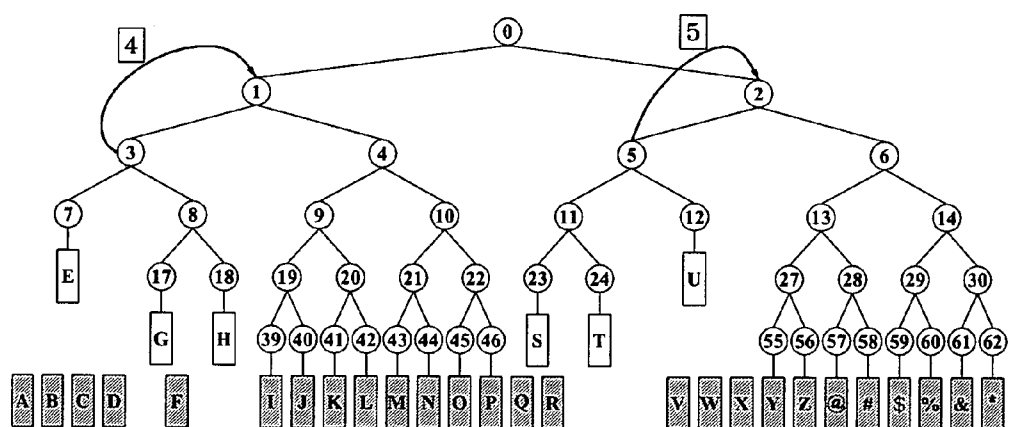 0
4 5
1 2
3 4 5 6
7 8 9 10 11 12 13 14
E 17 18 19 20 21 22 23 24 U 27 28 29 30
G H 39 40 41 42 43 44 45 46 S T 55 56 57 58 59 60 61 62
A B C D F I J K L M N O P Q R V W X Y Z @ # $ % & *